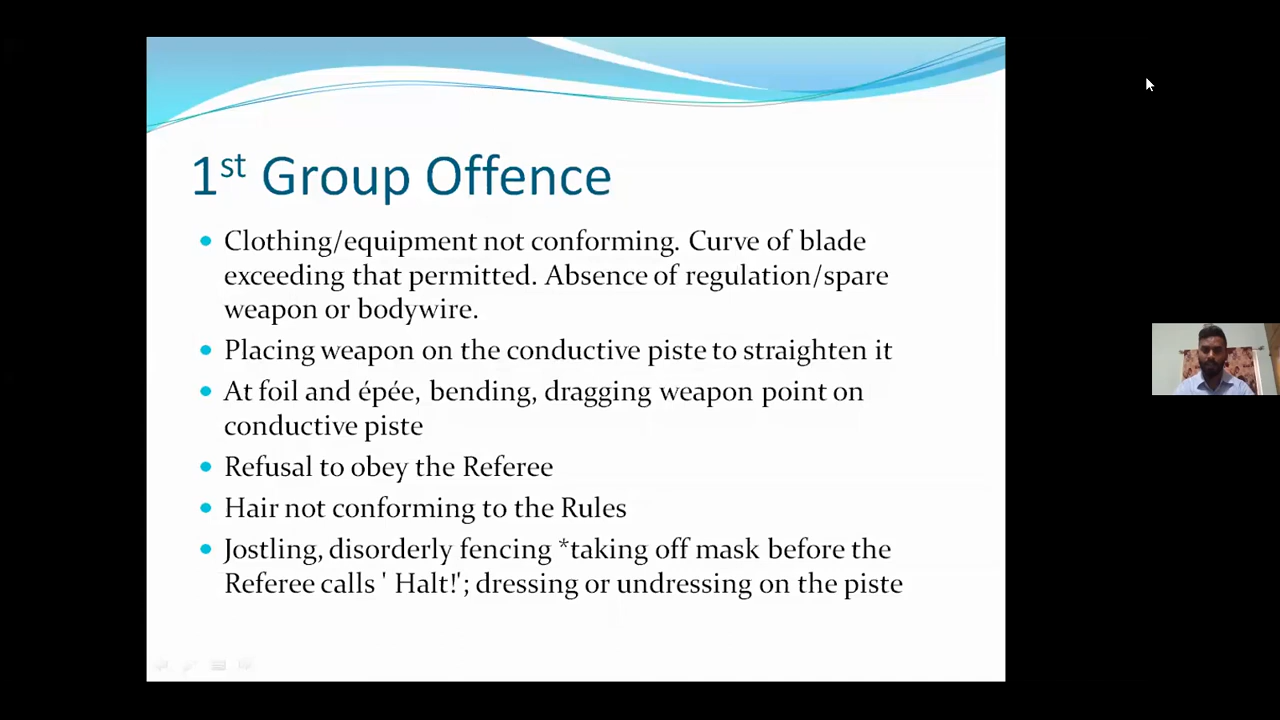 1st Group Offence
Clothing/equipment not conforming. Curve of blade
exceeding that permitted. Absence of regulation/spare
weapon or bodywire.
Placing weapon on the conductive piste to straighten it
At foil and épée, bending, dragging weapon point on
conductive piste
Refusal to obey the Referee
Hair not conforming to the Rules
Jostling, disorderly fencing *taking off mask before the
Referee calls ' Halt!'; dressing or undressing on the piste